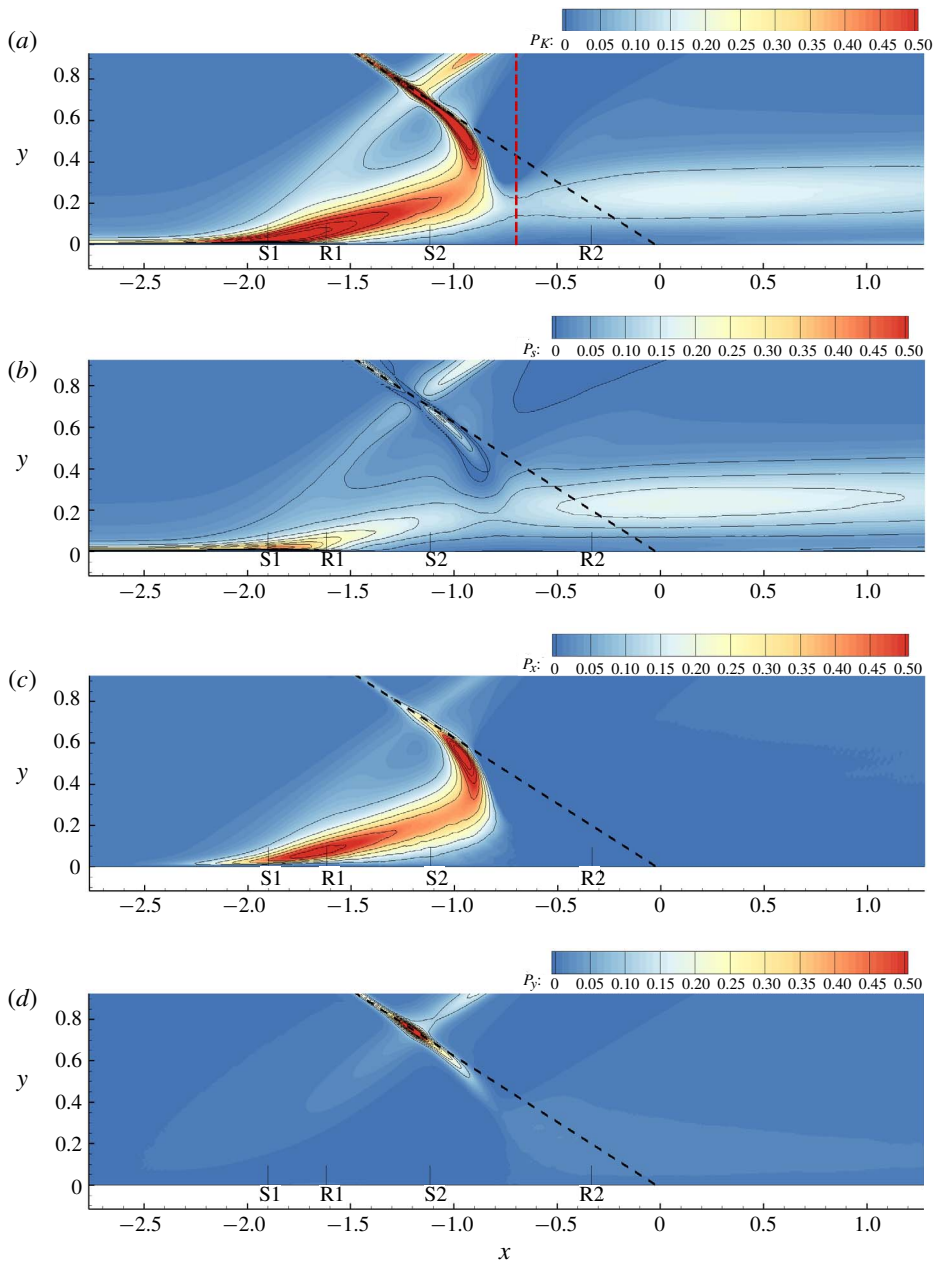 (a)
P_K: 0 0.05 0.10 0.15 0.20 0.25 0.30 0.35 0.40 0.45 0.50
0.8
0.6
y
0.4
0.2
0
S1 R1 S2 R2
−2.5 −2.0 −1.5 −1.0 −0.5 0 0.5 1.0
P_s: 0 0.05 0.10 0.15 0.20 0.25 0.30 0.35 0.40 0.45 0.50
(b)
0.8
0.6
y
0.4
0.2
0
S1 R1 S2 R2
−2.5 −2.0 −1.5 −1.0 −0.5 0 0.5 1.0
P_x: 0 0.05 0.10 0.15 0.20 0.25 0.30 0.35 0.40 0.45 0.50
(c)
0.8
0.6
y
0.4
0.2
0
S1 R1 S2 R2
−2.5 −2.0 −1.5 −1.0 −0.5 0 0.5 1.0
P_y: 0 0.05 0.10 0.15 0.20 0.25 0.30 0.35 0.40 0.45 0.50
(d)
0.8
0.6
y
0.4
0.2
0
S1 R1 S2 R2
−2.5 −2.0 −1.5 −1.0 −0.5 0 0.5 1.0
x